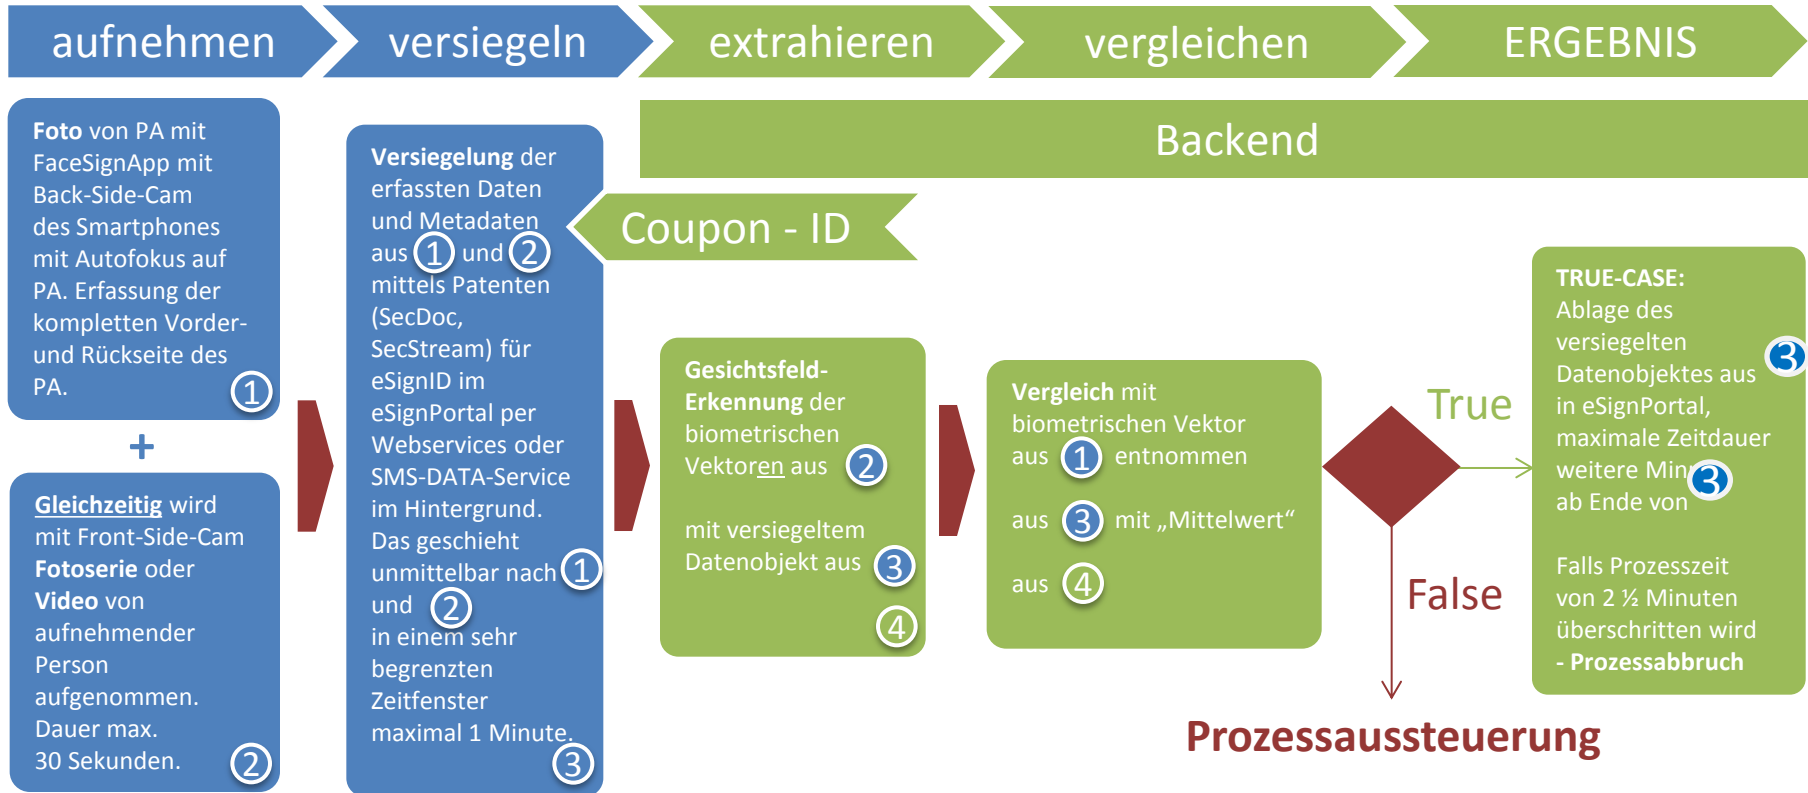 aufnehmen
versiegeln
extrahieren
vergleichen
ERGEBNIS
Backend
Coupon - ID
Foto von PA mit
FaceSignApp mit
Back-Side-Cam
des Smartphones
mit Autofokus auf
PA. Erfassung der
kompletten Vorder-
und Rückseite des
PA.
1
+
Gleichzeitig wird
mit Front-Side-Cam
Fotoserie oder
Video von
aufnehmender
Person
aufgenommen.
Dauer max.
30 Sekunden.
2
Versiegelung der
erfassten Daten
und Metadaten
aus 1 und 2
mittels Patenten
(SecDoc,
SecStream) für
eSignID im
eSignPortal per
Webservices oder
SMS-DATA-Service
im Hintergrund.
Das geschieht
unmittelbar nach 1
und 2
in einem sehr
begrenzten
Zeitfenster
maximal 1 Minute.
3
Gesichtsfeld-
Erkennung der
biometrischen
Vektoren aus 2
mit versiegeltem
Datenobjekt aus 3
4
Vergleich mit
biometrischen Vektor
aus 1 entnommen
aus 3 mit „Mittelwert“
aus 4
True
False
Prozessaussteuerung
TRUE-CASE:
Ablage des
versiegelten
Datenobjektes aus 3
in eSignPortal,
maximale Zeitdauer
weitere 3
ab Ende von
Falls Prozesszeit
von 2 ½ Minuten
überschritten wird
- Prozessabbruch